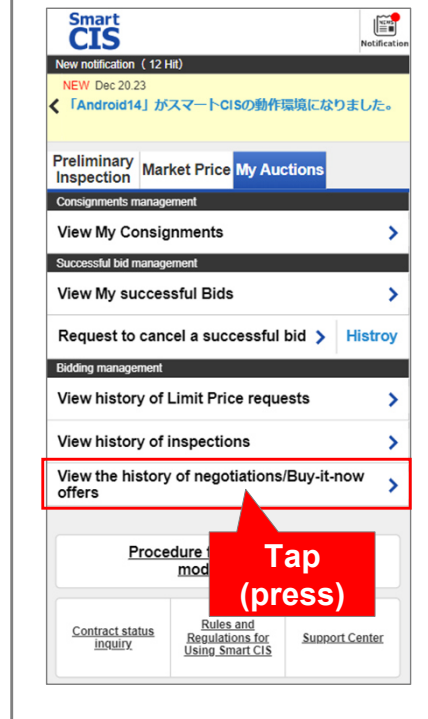 Smart
CIS
NEWS
Notification
New notification ( 12 Hit)
NEW Dec 20.23
「Android14」がスマートCISの動作環境になりました。
Preliminary
Inspection
Market Price
My Auctions
Consignments management
View My Consignments
Successful bid management
View My successful Bids
Request to cancel a successful bid
Histroy
Bidding management
View history of Limit Price requests
View history of inspections
View the history of negotiations/Buy-it-now
offers
Procedure
Tap
(press)
Contract status
inquiry
Rules and
Regulations for
Using Smart CIS
Support Center